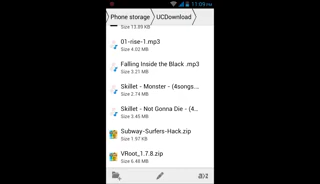 11:09 PM
Phone storage
UCDownload
Size 13.89 KB
01-rise-1.mp3
Size 4.02 MB
Falling Inside the Black .mp3
Size 3.21 MB
Skillet - Monster - (4songs....
Size 2.74 MB
Skillet - Not Gonna Die - (4...
Size 3.45 MB
Subway-Surfers-Hack.zip
Size 1.97 KB
VRoot_1.7.8.zip
Size 6.48 MB